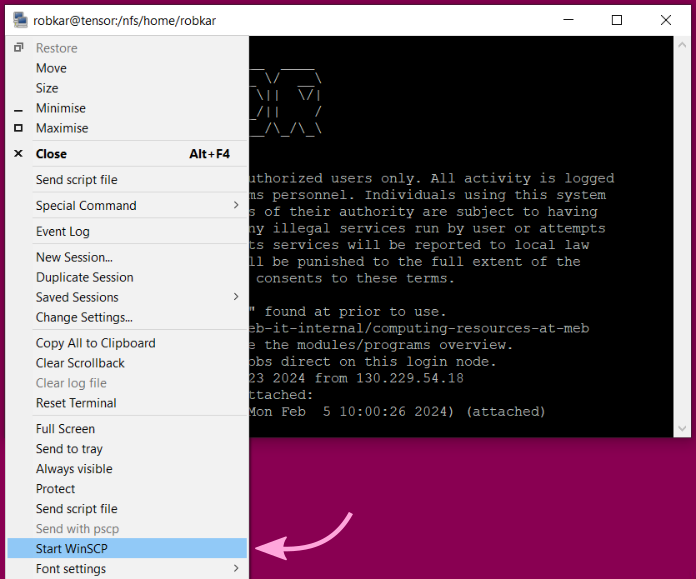 robkar@tensor:/nfs/home/robkar
Restore
Move
Size
Minimise
Maximise
Close Alt+F4
Send script file
Special Command
Event Log
New Session...
Duplicate Session
Saved Sessions
Change Settings...
Copy All to Clipboard
Clear Scrollback
Clear log file
Reset Terminal
Full Screen
Send to tray
Always visible
Protect
Send script file
Send with pscp
Start WinSCP
Font settings
uthorized users only. All activity is logged
ms personnel. Individuals using this system
s of their authority are subject to having
ny illegal services run by user or attempts
ts services will be reported to local law
ll be punished to the full extent of the
consents to these terms.
" found at prior to use.
eb-it-internal/computing-resources-at-meb
e the modules/programs overview.
obs direct on this login node.
23 2024 from 130.229.54.18
ttached:
Mon Feb  5 10:00:26 2024) (attached)